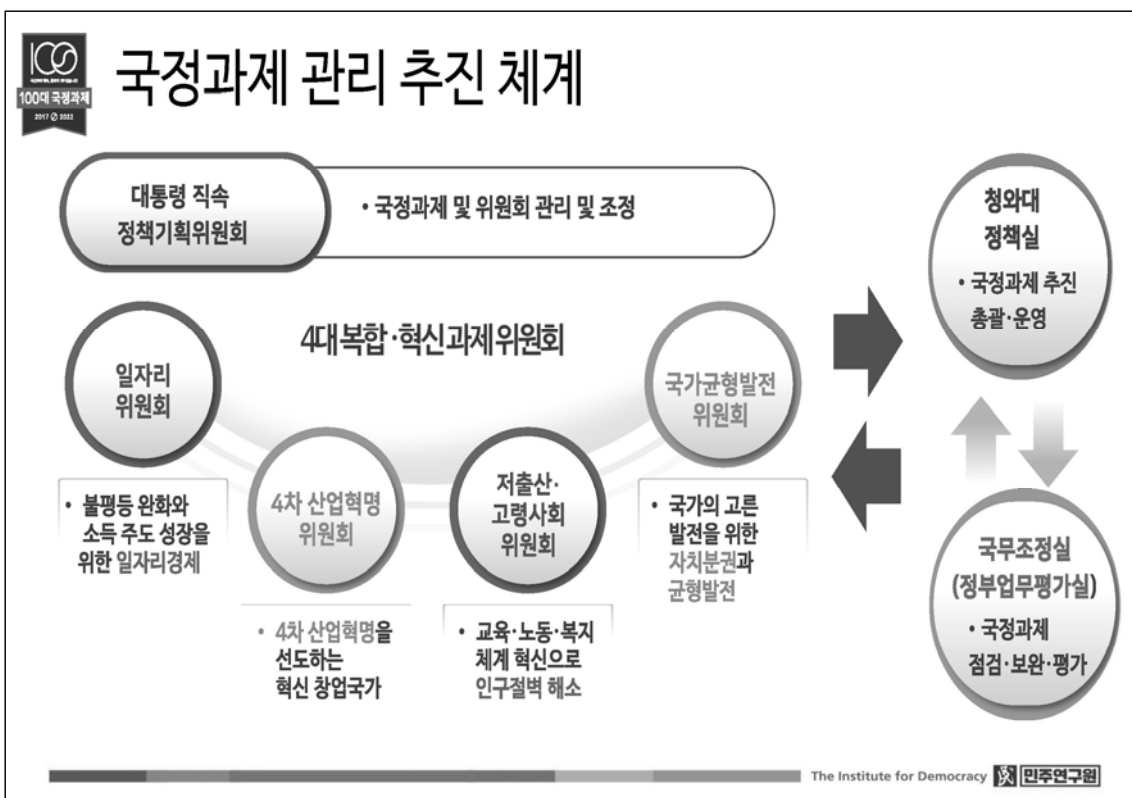 100대 국정과제
2017 2022
국정과제 관리 추진 체계
대통령 직속
정책기획위원회
• 국정과제 및 위원회 관리 및 조정
4대 복합·혁신과제 위원회
일자리
위원회
• 불평등 완화와
소득 주도 성장을
위한 일자리경제
4차 산업혁명
위원회
• 4차 산업혁명을
선도하는
혁신 창업국가
저출산·
고령사회
위원회
• 교육·노동·복지
체계 혁신으로
인구절벽 해소
국가균형발전
위원회
• 국가의 고른
발전을 위한
자치분권과
균형발전
청와대
정책실
• 국정과제 추진
총괄·운영
국무조정실
(정부업무평가실)
• 국정과제
점검·보완·평가
The Institute for Democracy 민주연구원